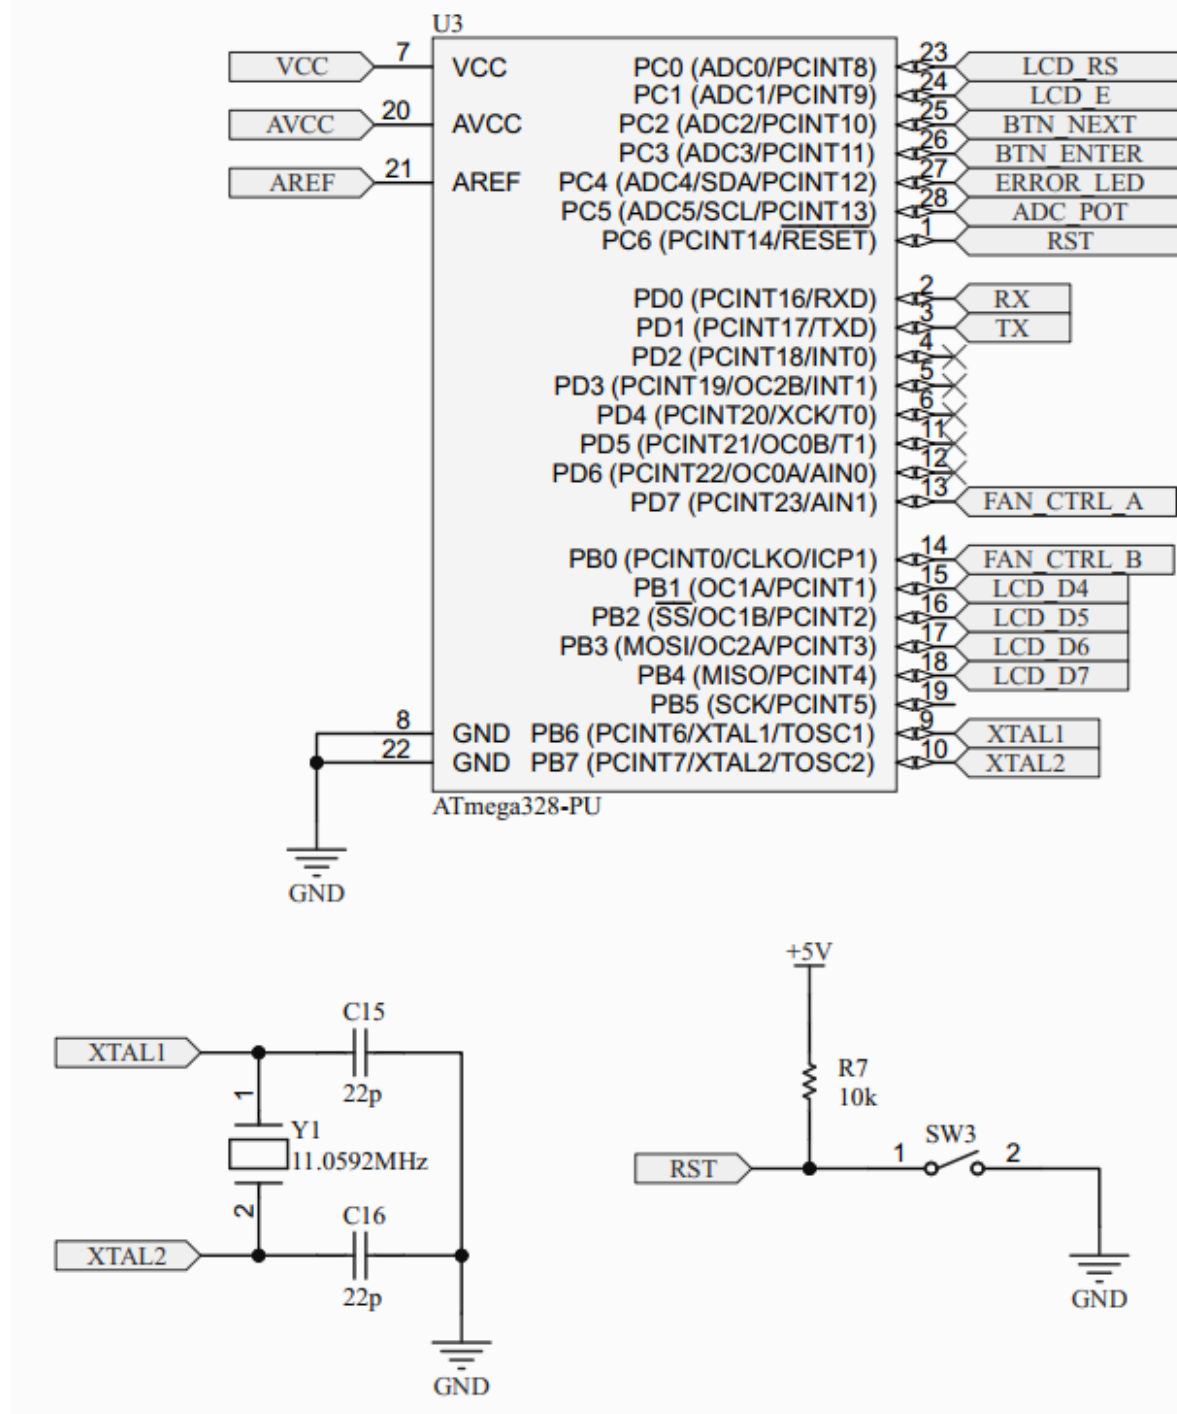 U3
VCC 7 VCC PC0 (ADC0/PCINT8) 23 LCD_RS
PC1 (ADC1/PCINT9) 24 LCD_E
AVCC 20 AVCC PC2 (ADC2/PCINT10) 25 BTN_NEXT
PC3 (ADC3/PCINT11) 26 BTN_ENTER
AREF 21 AREF PC4 (ADC4/SDA/PCINT12) 27 ERROR_LED
PC5 (ADC5/SCL/PCINT13) 28 ADC_POT
PC6 (PCINT14/RESET) 1 RST
PD0 (PCINT16/RXD) 2 RX
PD1 (PCINT17/TXD) 3 TX
PD2 (PCINT18/INT0) 4
PD3 (PCINT19/OC2B/INT1) 5
PD4 (PCINT20/XCK/T0) 6
PD5 (PCINT21/OC0B/T1) 11
PD6 (PCINT22/OC0A/AIN0) 12
PD7 (PCINT23/AIN1) 13 FAN_CTRL_A
PB0 (PCINT0/CLKO/ICP1) 14 FAN_CTRL_B
PB1 (OC1A/PCINT1) 15 LCD_D4
PB2 (SS/OC1B/PCINT2) 16 LCD_D5
PB3 (MOSI/OC2A/PCINT3) 17 LCD_D6
PB4 (MISO/PCINT4) 18 LCD_D7
PB5 (SCK/PCINT5) 19
8 GND PB6 (PCINT6/XTAL1/TOSC1) 9 XTAL1
22 GND PB7 (PCINT7/XTAL2/TOSC2) 10 XTAL2
ATmega328-PU
GND
C15
XTAL1
22p
1
Y1
11.0592MHz
2
C16
XTAL2
22p
GND
+5V
R7
10k
SW3
RST 1 2
GND